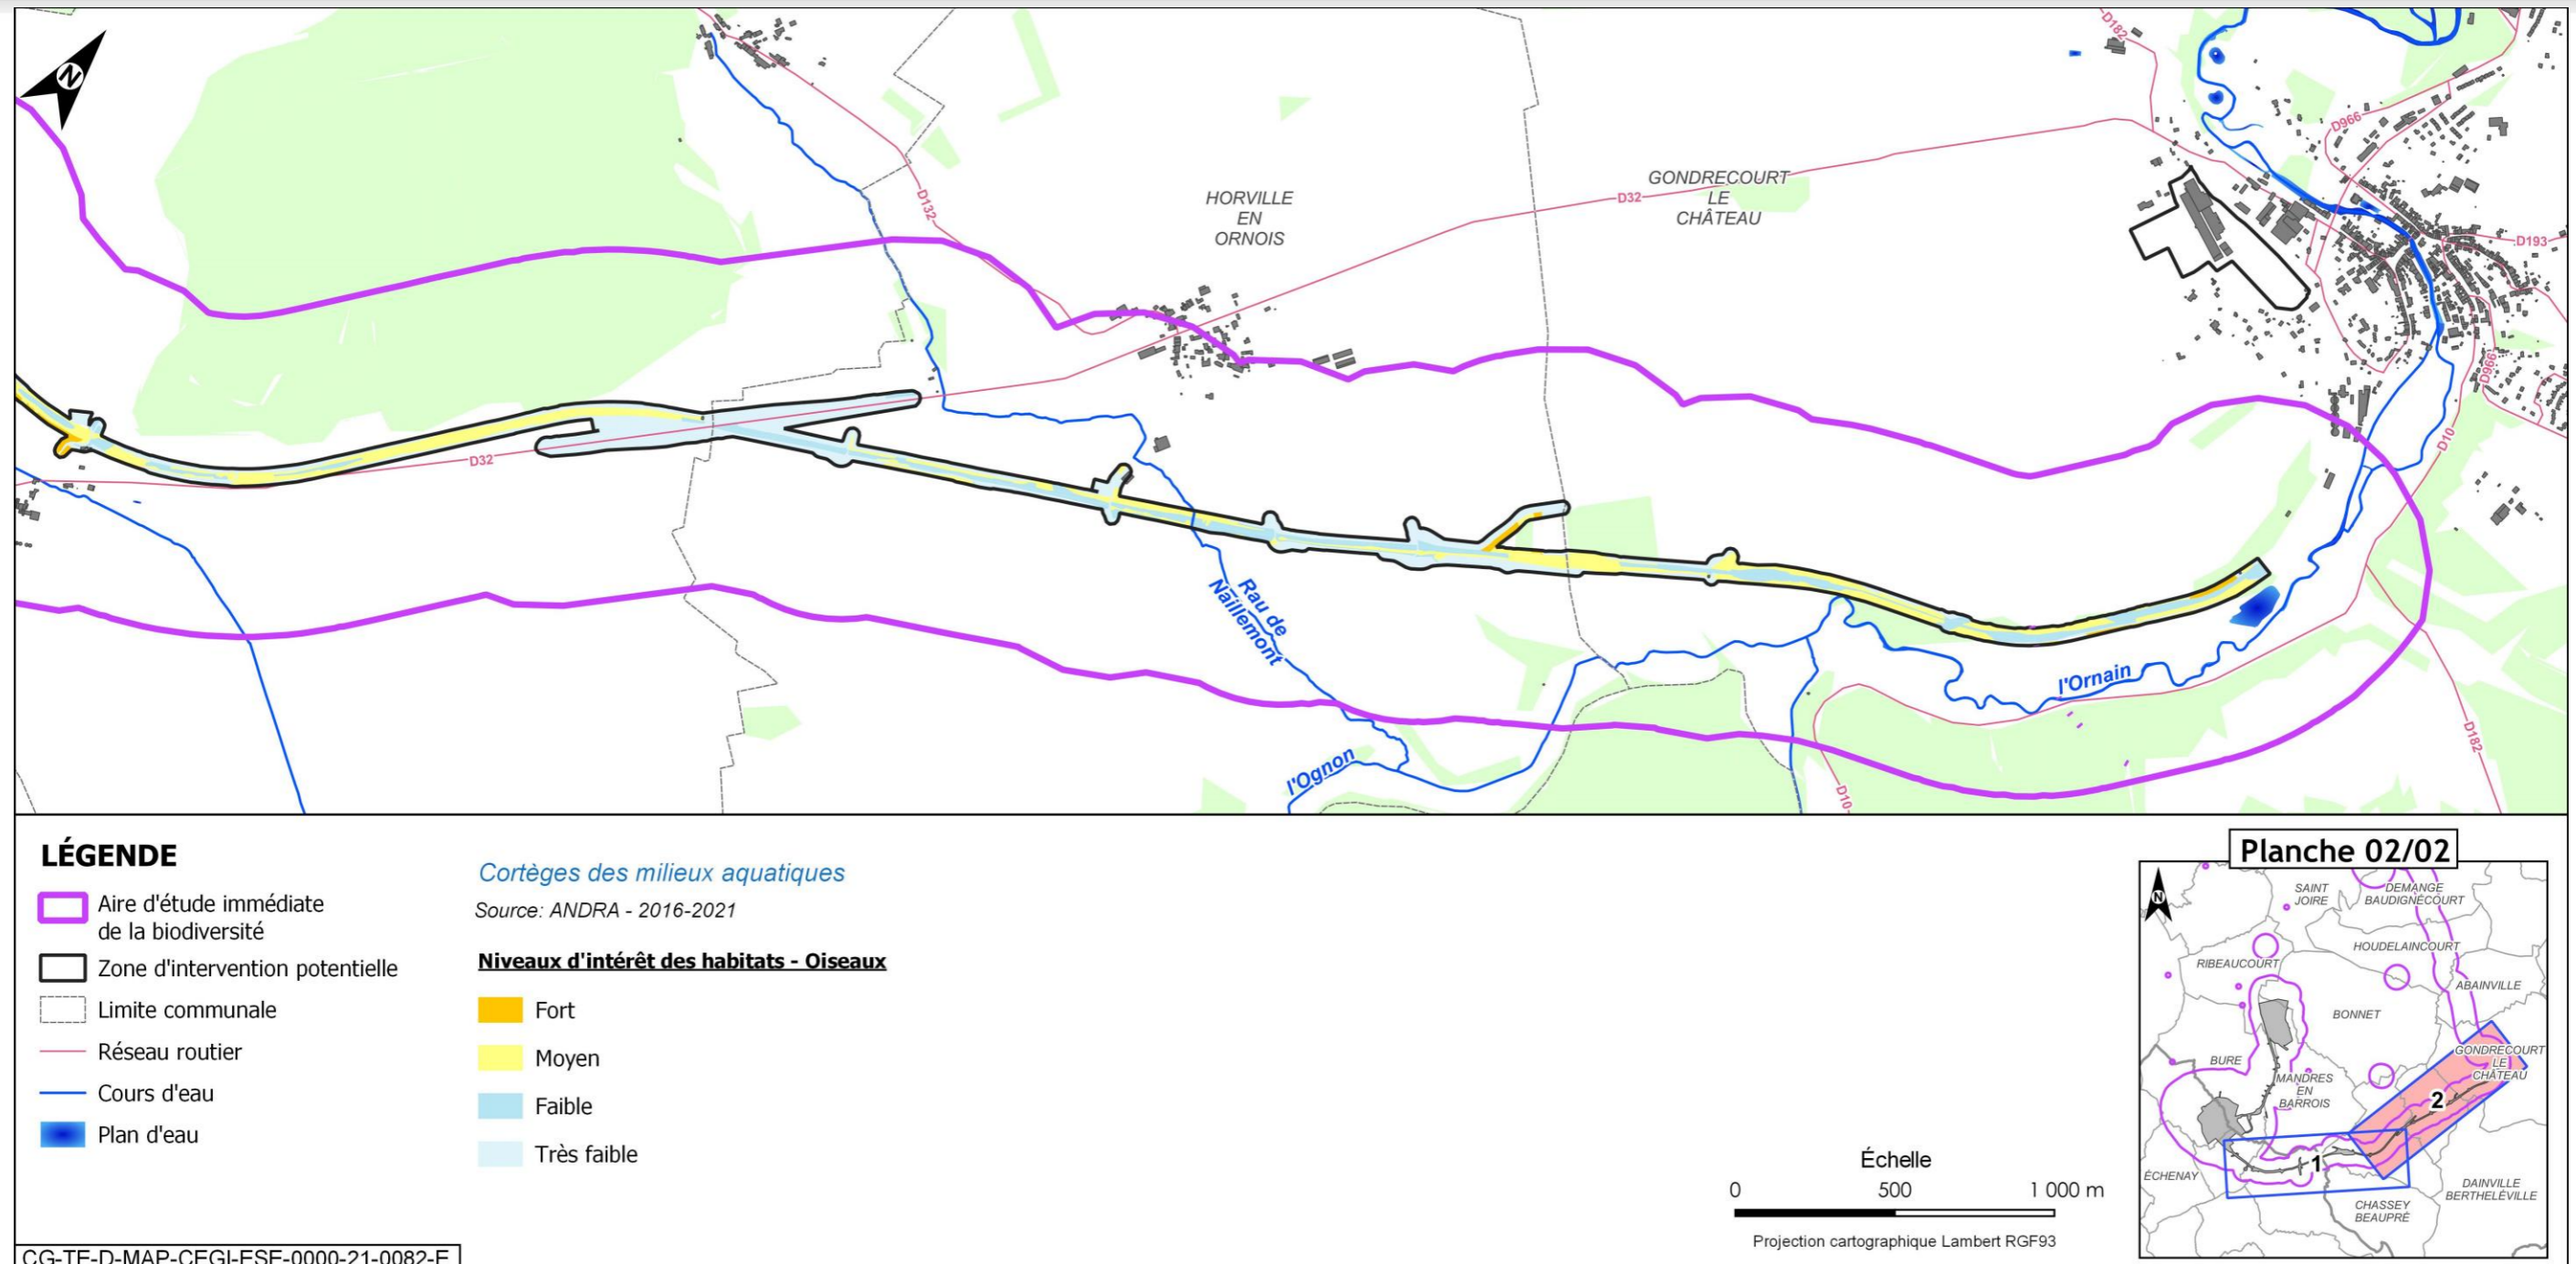 N
D182
D966
D132
HORVILLE
EN
ORNOIS
GONDRECOURT
LE
CHÂTEAU
D32
D193
D966
D10
D32
Rau de
Naillemont
l'Ornain
l'Ognon
D10
D182
LÉGENDE
Aire d'étude immédiate
de la biodiversité
Zone d'intervention potentielle
Limite communale
Réseau routier
Cours d'eau
Plan d'eau
Cortèges des milieux aquatiques
Source: ANDRA - 2016-2021
Niveaux d'intérêt des habitats - Oiseaux
Fort
Moyen
Faible
Très faible
Échelle
0 500 1 000 m
Projection cartographique Lambert RGF93
Planche 02/02
N
SAINT
JOIRE
DEMANGE
BAUDIGNÉCOURT
HOUDELAINCOURT
RIBEAUCOURT
ABAINVILLE
BONNET
GONDRECOURT
LE
CHÂTEAU
BURE
MANDRES
EN
BARROIS
2
1
ÉCHENAY
DAINVILLE
BERTHELÉVILLE
CHASSEY
BEAUPRÉ
CG-TE-D-MAP-CEGI-ESE-0000-21-0082-E